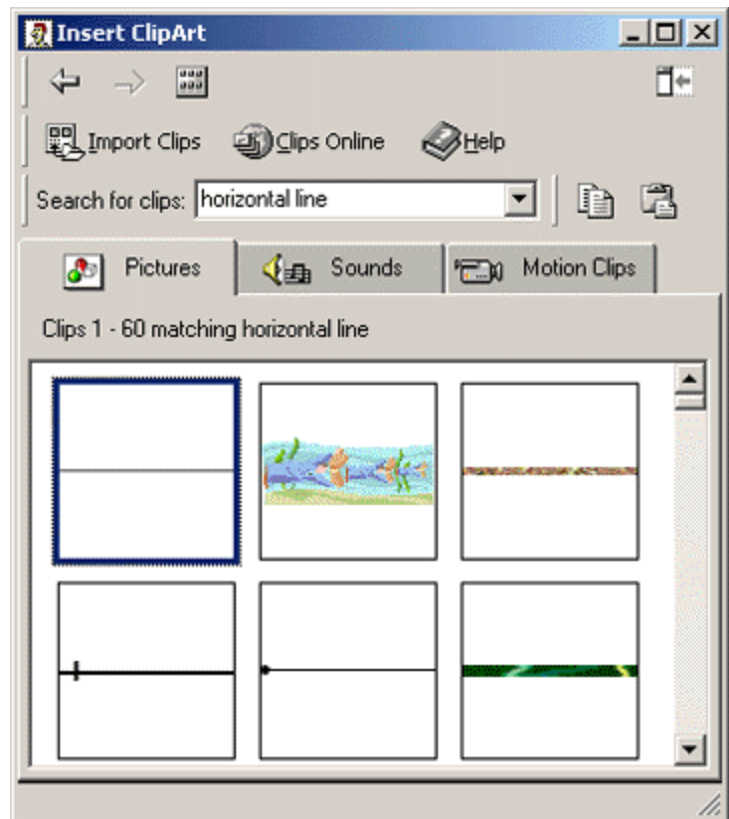 Insert ClipArt
Import Clips Clips Online Help
Search for clips: horizontal line
Pictures Sounds Motion Clips
Clips 1 - 60 matching horizontal line